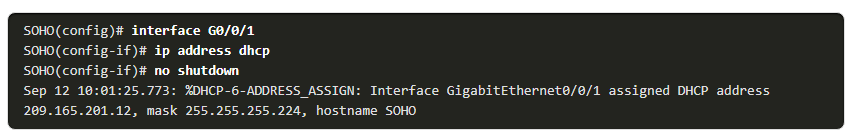 SOHO(config)# interface G0/0/1
SOHO(config-if)# ip address dhcp
SOHO(config-if)# no shutdown
Sep 12 10:01:25.773: %DHCP-6-ADDRESS_ASSIGN: Interface GigabitEthernet0/0/1 assigned DHCP address
209.165.201.12, mask 255.255.255.224, hostname SOHO